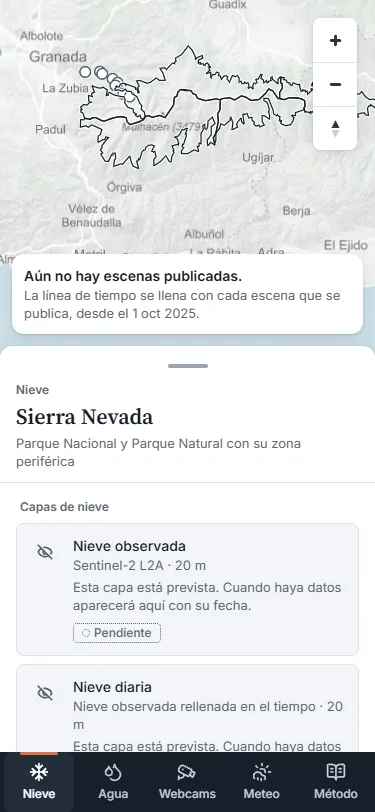 Guadix
Albolote
Granada
La Zubia
Padul
Mulhacén (3479
Ugíjar
Órgiva
Vélez de
Benaudalla
Berja
Albuñol
El Ejido
Motril
La Rábita
Adra
Aún no hay escenas publicadas.
La línea de tiempo se llena con cada escena que se
publica, desde el 1 oct 2025.
Nieve
Sierra Nevada
Parque Nacional y Parque Natural con su zona
periférica
Capas de nieve
Nieve observada
Sentinel-2 L2A · 20 m
Esta capa está prevista. Cuando haya datos
aparecerá aquí con su fecha.
Pendiente
Nieve diaria
Nieve observada rellenada en el tiempo · 20
m
Esta capa está prevista. Cuando haya datos
Nieve
Agua
Webcams
Meteo
Método